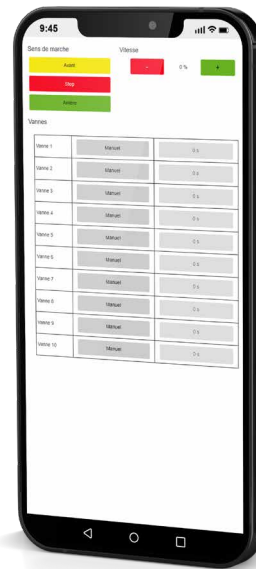 9:45
Sens de marche Vitesse
Avant - 0 % +
Stop
Arrière
Vannes
Vanne 1 Manuel 0 s
Vanne 2 Manuel 0 s
Vanne 3 Manuel 0 s
Vanne 4 Manuel 0 s
Vanne 5 Manuel 0 s
Vanne 6 Manuel 0 s
Vanne 7 Manuel 0 s
Vanne 8 Manuel 0 s
Vanne 9 Manuel 0 s
Vanne 10 Manuel 0 s